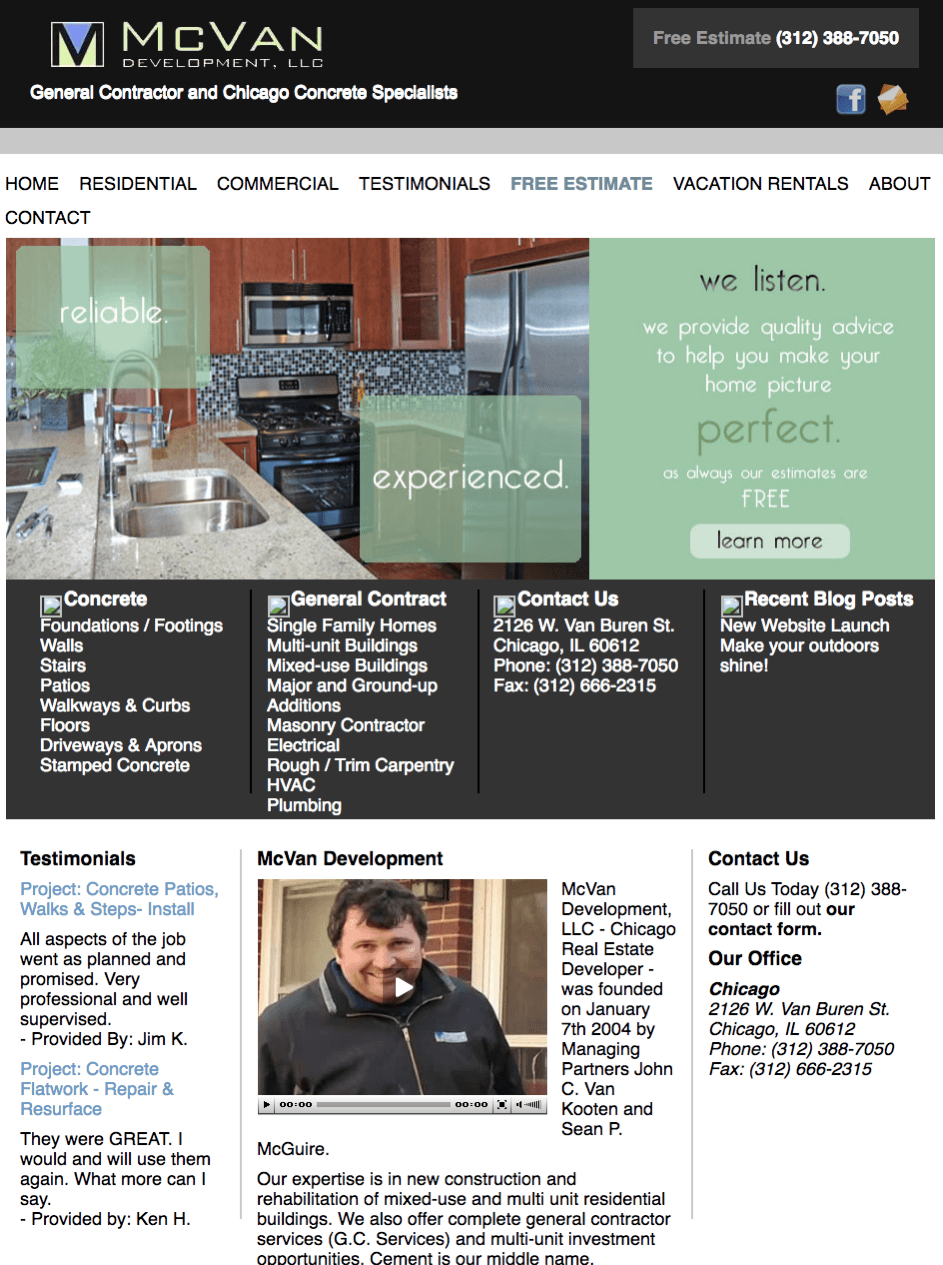 McVan
DEVELOPMENT, LLC
General Contractor and Chicago Concrete Specialists
Free Estimate (312) 388-7050
HOME RESIDENTIAL COMMERCIAL TESTIMONIALS FREE ESTIMATE VACATION RENTALS ABOUT
CONTACT
reliable.
experienced.
we listen.
we provide quality advice
to help you make your
home picture
perfect.
as always our estimates are
FREE
learn more
Concrete
Foundations / Footings
Walls
Stairs
Patios
Walkways & Curbs
Floors
Driveways & Aprons
Stamped Concrete
General Contract
Single Family Homes
Multi-unit Buildings
Mixed-use Buildings
Major and Ground-up
Additions
Masonry Contractor
Electrical
Rough / Trim Carpentry
HVAC
Plumbing
Contact Us
2126 W. Van Buren St.
Chicago, IL 60612
Phone: (312) 388-7050
Fax: (312) 666-2315
Recent Blog Posts
New Website Launch
Make your outdoors
shine!
Testimonials
Project: Concrete Patios,
Walks & Steps- Install
All aspects of the job
went as planned and
promised. Very
professional and well
supervised.
- Provided By: Jim K.
Project: Concrete
Flatwork - Repair &
Resurface
They were GREAT. I
would and will use them
again. What more can I
say.
- Provided by: Ken H.
McVan Development
00:00 00:00
McVan
Development,
LLC - Chicago
Real Estate
Developer -
was founded
on January
7th 2004 by
Managing
Partners John
C. Van
Kooten and
Sean P.
McGuire.
Our expertise is in new construction and
rehabilitation of mixed-use and multi unit residential
buildings. We also offer complete general contractor
services (G.C. Services) and multi-unit investment
opportunities. Cement is our middle name.
Contact Us
Call Us Today (312) 388-
7050 or fill out our
contact form.
Our Office
Chicago
2126 W. Van Buren St.
Chicago, IL 60612
Phone: (312) 388-7050
Fax: (312) 666-2315